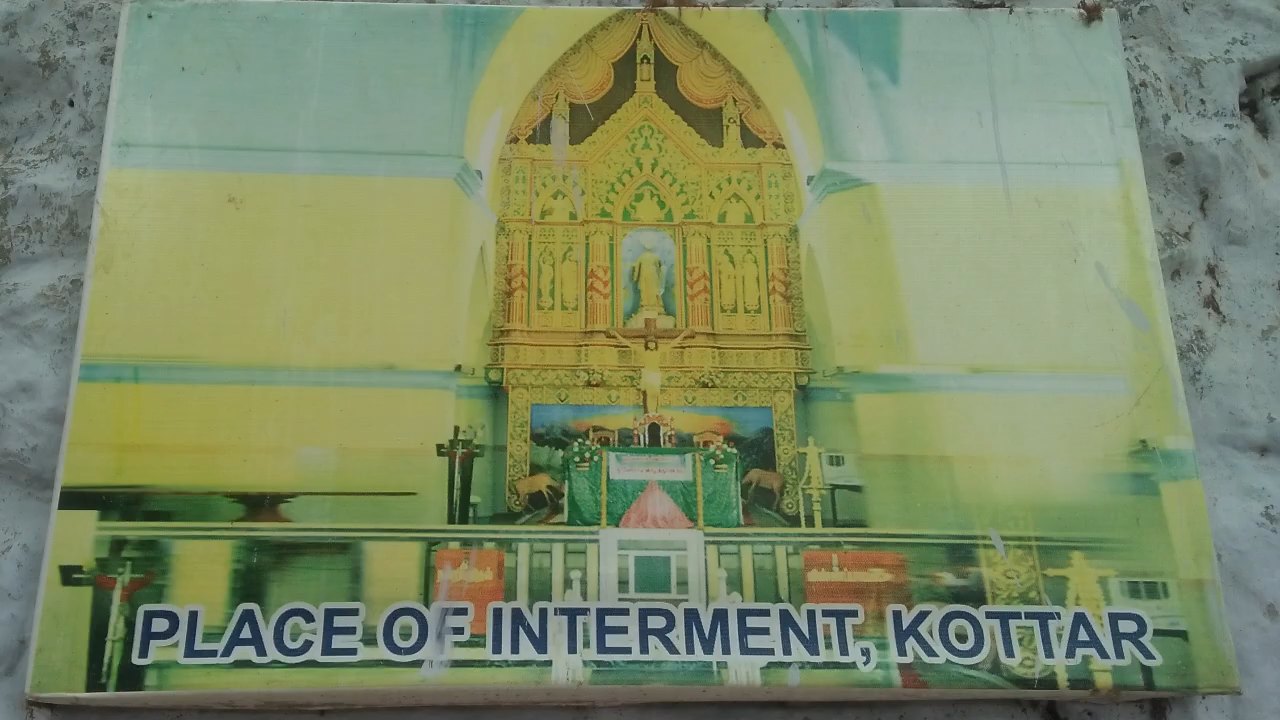 PLACE OF INTERMENT, KOTTAR